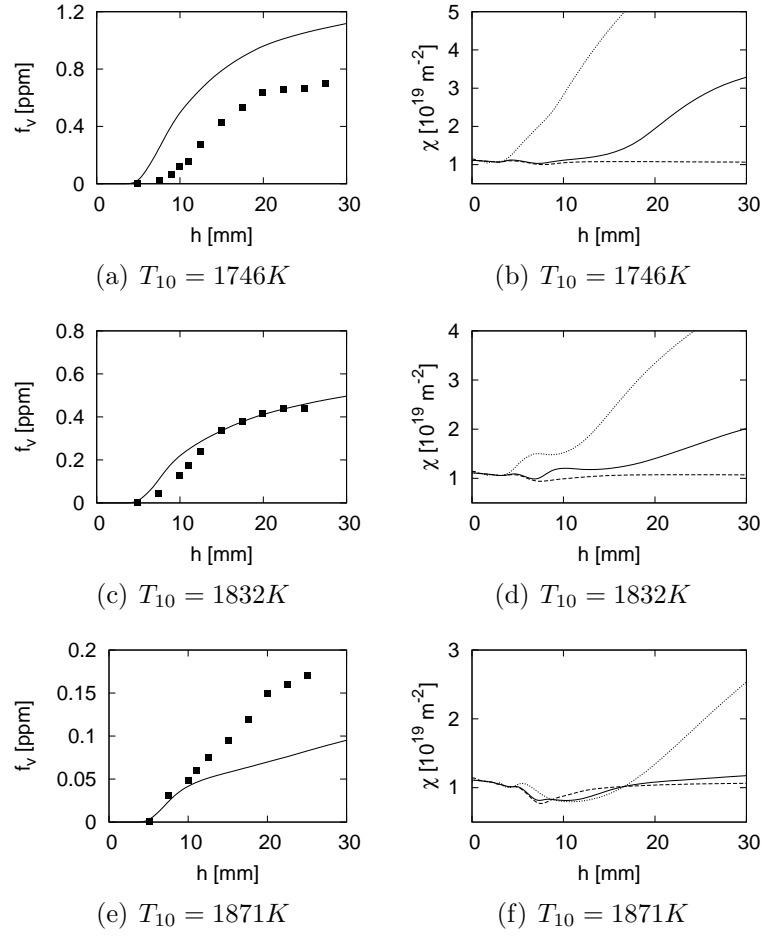 1.2
0.8
0.4
0
f_v [ppm]
0 10 20 30
h [mm]
(a) T_10 = 1746K
5
4
3
2
1
χ [10^19 m^-2]
0 10 20 30
h [mm]
(b) T_10 = 1746K
0.8
0.6
0.4
0.2
0
f_v [ppm]
0 10 20 30
h [mm]
(c) T_10 = 1832K
4
3
2
1
χ [10^19 m^-2]
0 10 20 30
h [mm]
(d) T_10 = 1832K
0.2
0.15
0.1
0.05
0
f_v [ppm]
0 10 20 30
h [mm]
(e) T_10 = 1871K
3
2
1
χ [10^19 m^-2]
0 10 20 30
h [mm]
(f) T_10 = 1871K